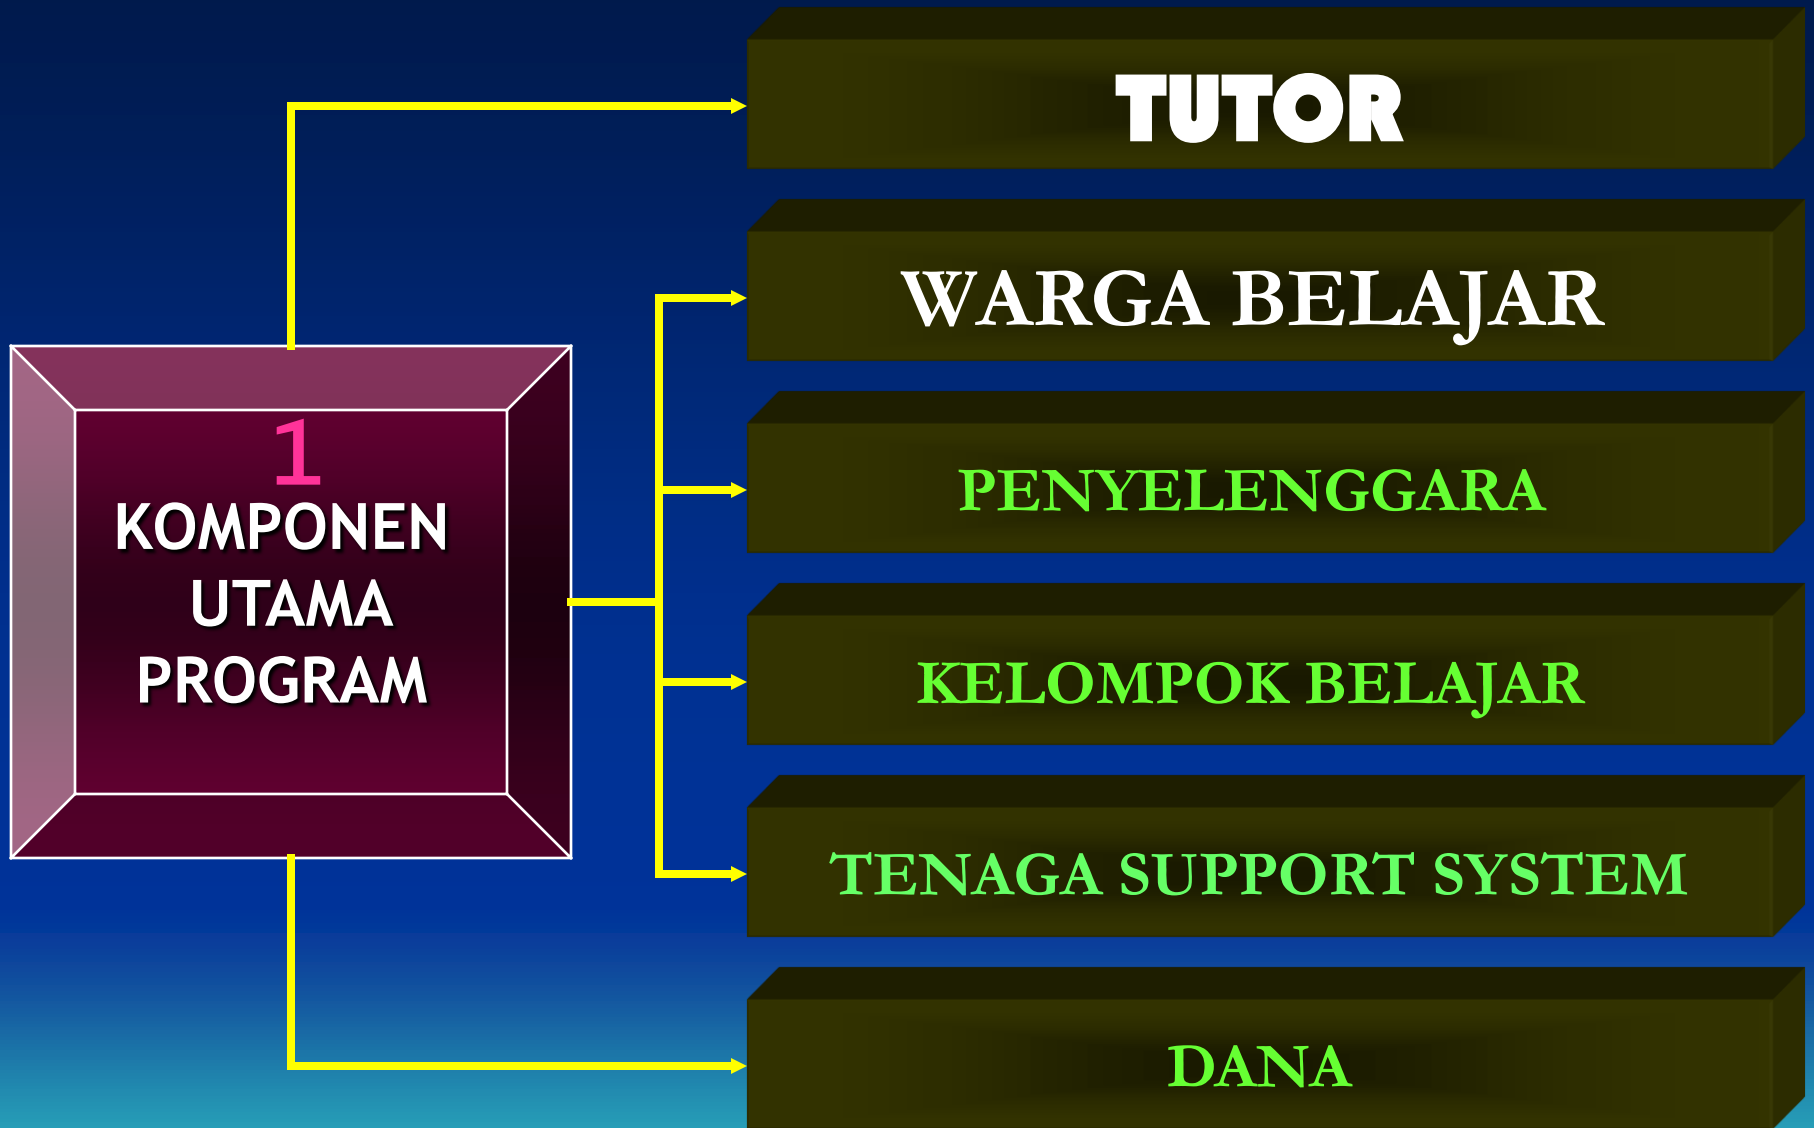 1
KOMPONEN
UTAMA
PROGRAM
TUTOR
WARGA BELAJAR
PENYELENGGARA
KELOMPOK BELAJAR
TENAGA SUPPORT SYSTEM
DANA